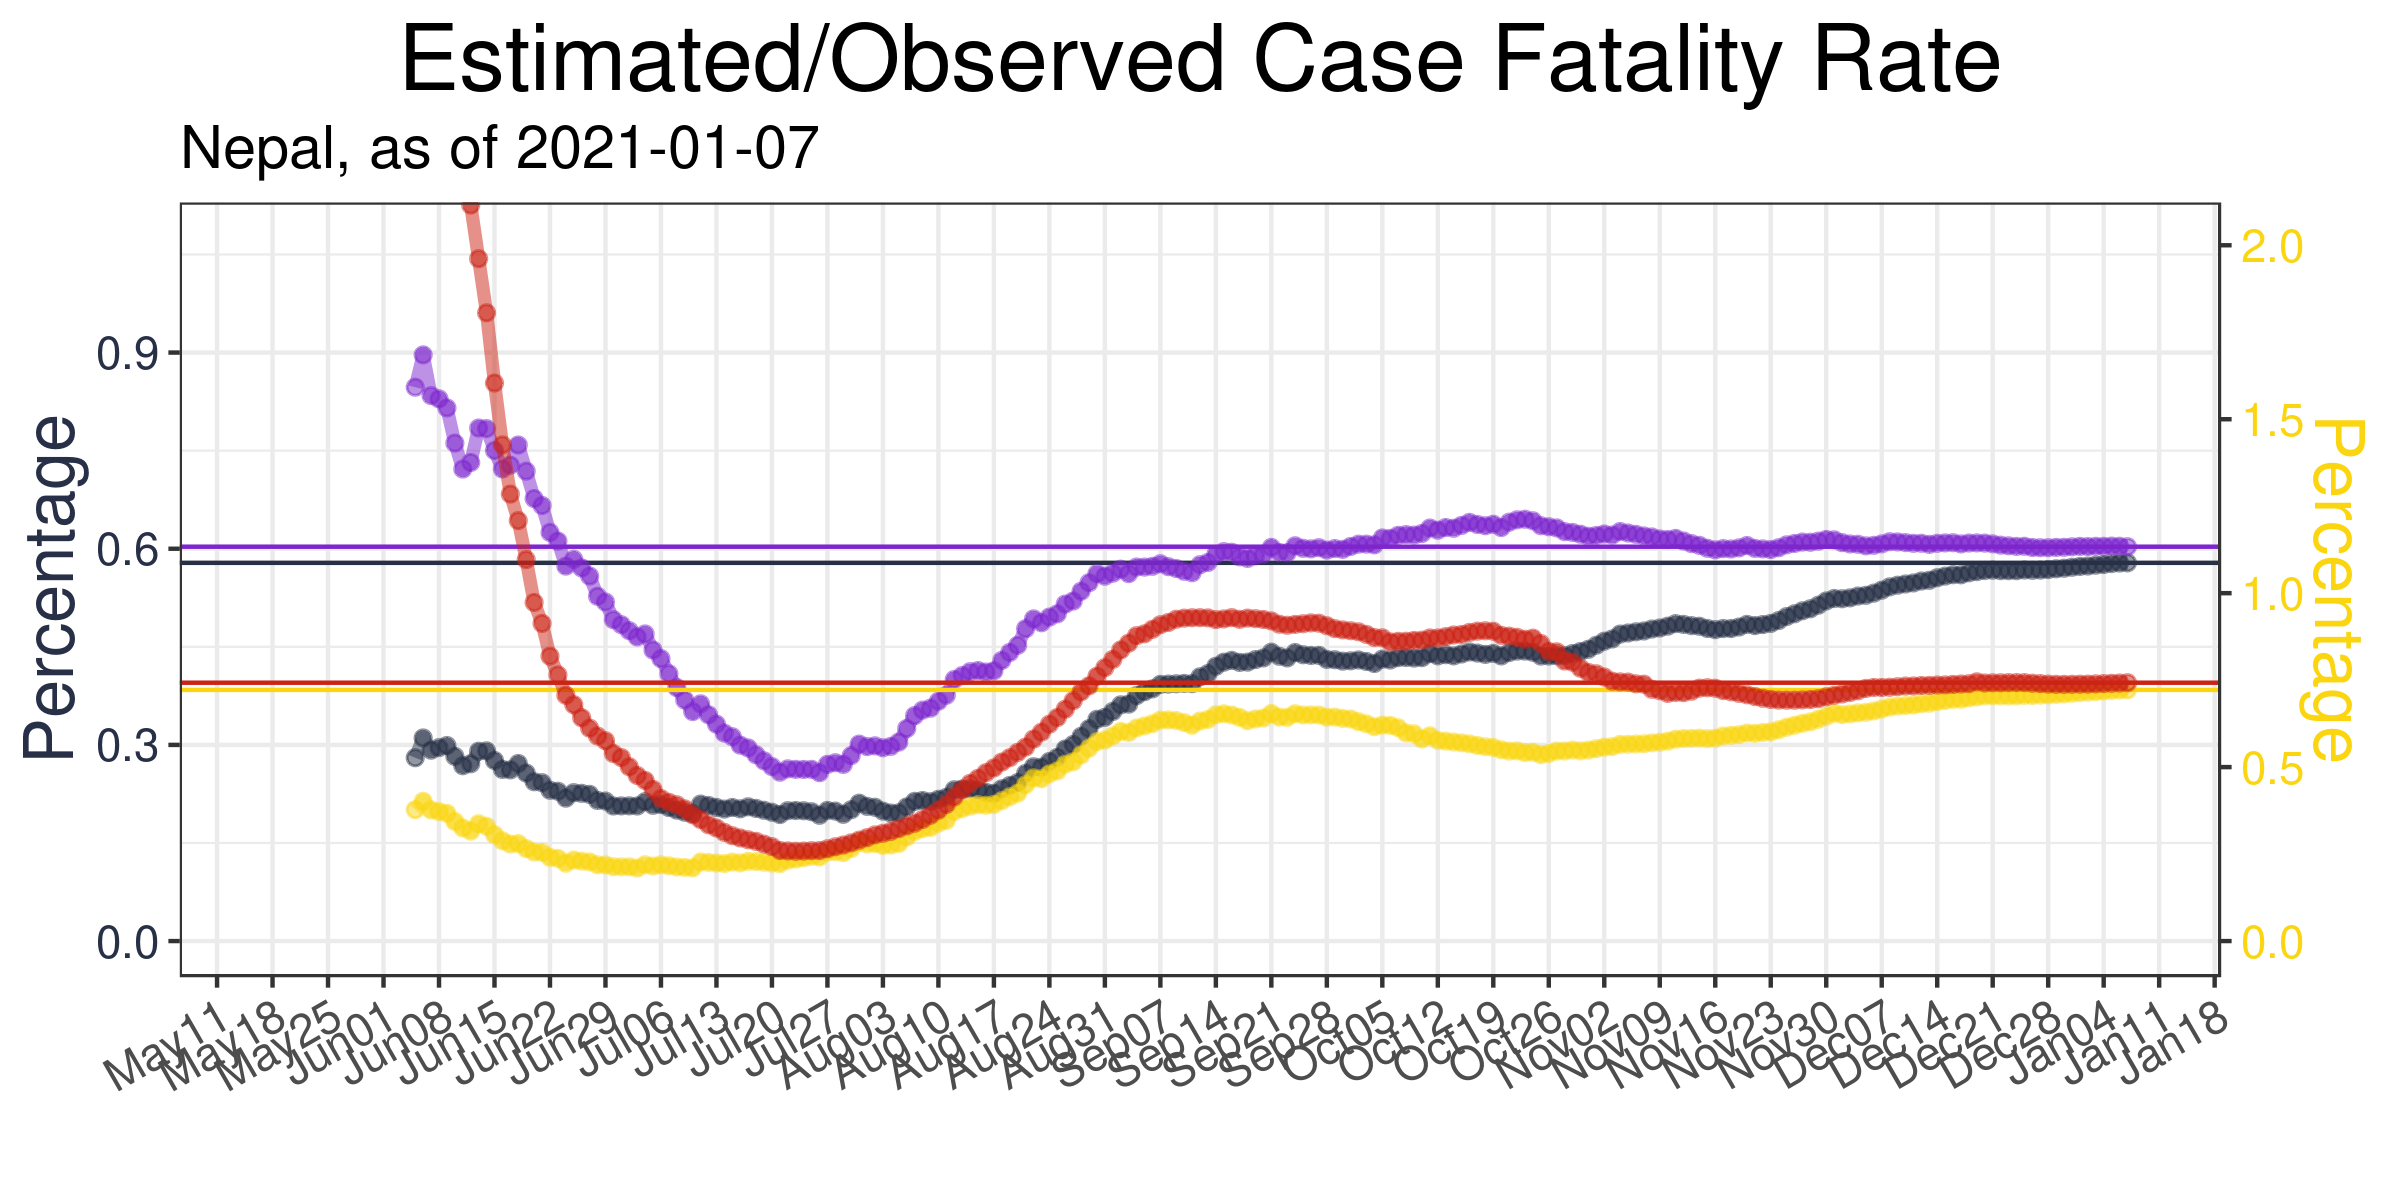 Estimated/Observed Case Fatality Rate
Nepal, as of 2021-01-07
Percentage
0.9
0.6
0.3
0.0
2.0
1.5
1.0
0.5
0.0
Percentage
May11
May18
May25
Jun01
Jun08
Jun15
Jun22
Jun29
Jul06
Jul13
Jul20
Jul27
Aug03
Aug10
Aug17
Aug24
Aug31
Sep07
Sep14
Sep21
Sep28
Oct05
Oct12
Oct19
Oct26
Nov02
Nov09
Nov16
Nov23
Nov30
Dec07
Dec14
Dec21
Dec28
Jan04
Jan11
Jan18